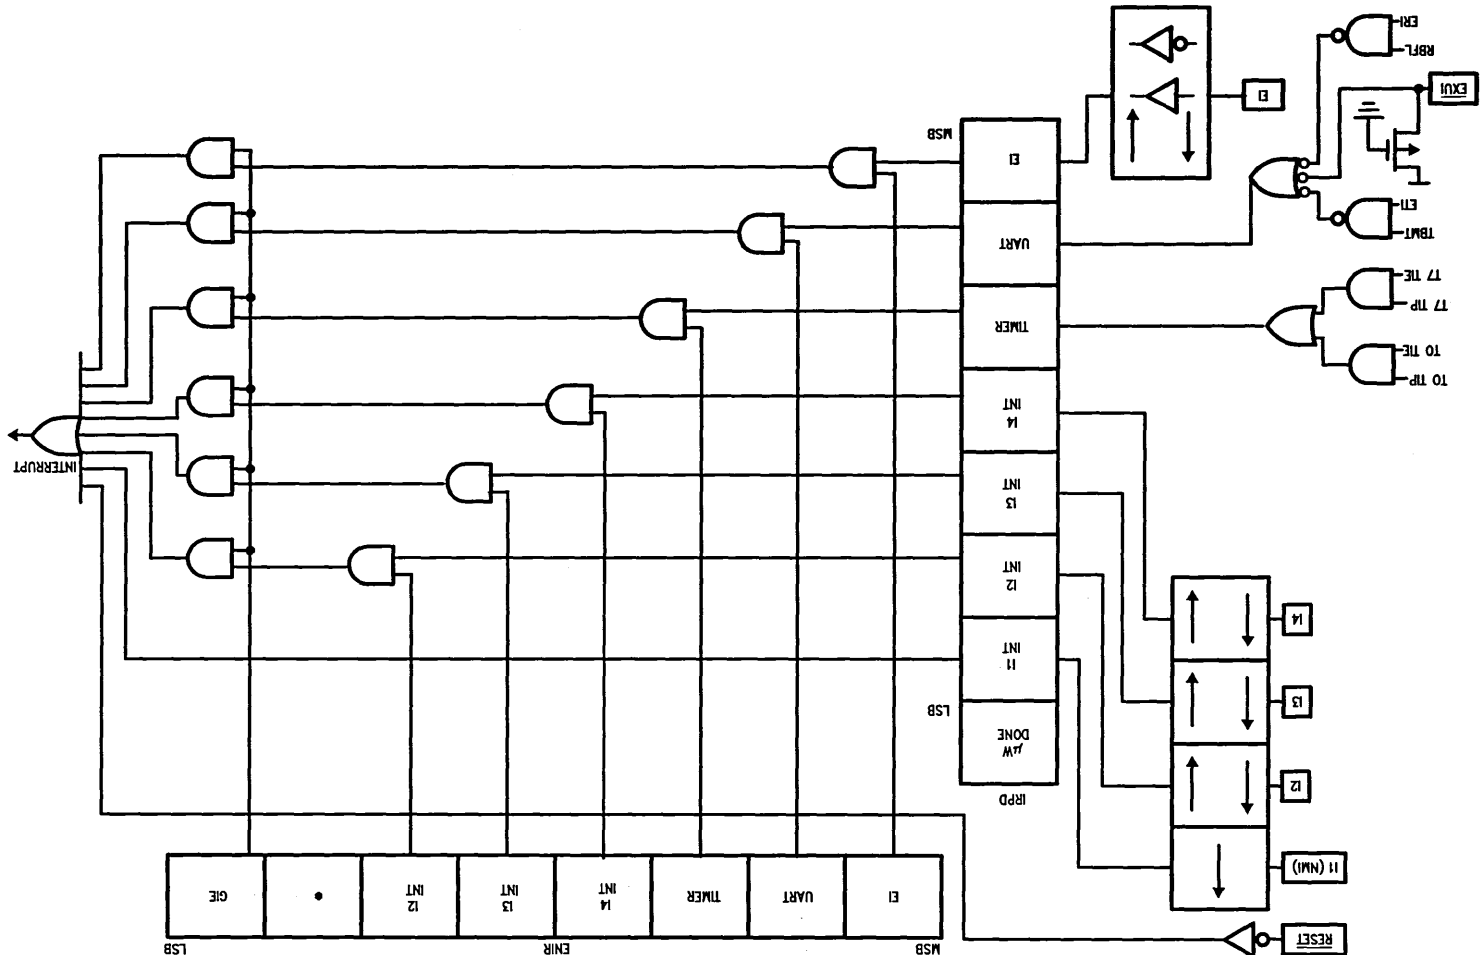 RESET
I1 (NMI)
I2
I3
I4
T0 TIP
T0 TIE
T7 TIP
T7 TIE
TBMT
ETI
EXUI
RBFL
ERI
EI
IRPD
µW
DONE
LSB
I1
INT
I2
INT
I3
INT
I4
INT
TIMER
UART
EI
MSB
MSB
ENIR
LSB
EI
UART
TIMER
I4
INT
I3
INT
I2
INT
*
GIE
INTERRUPT